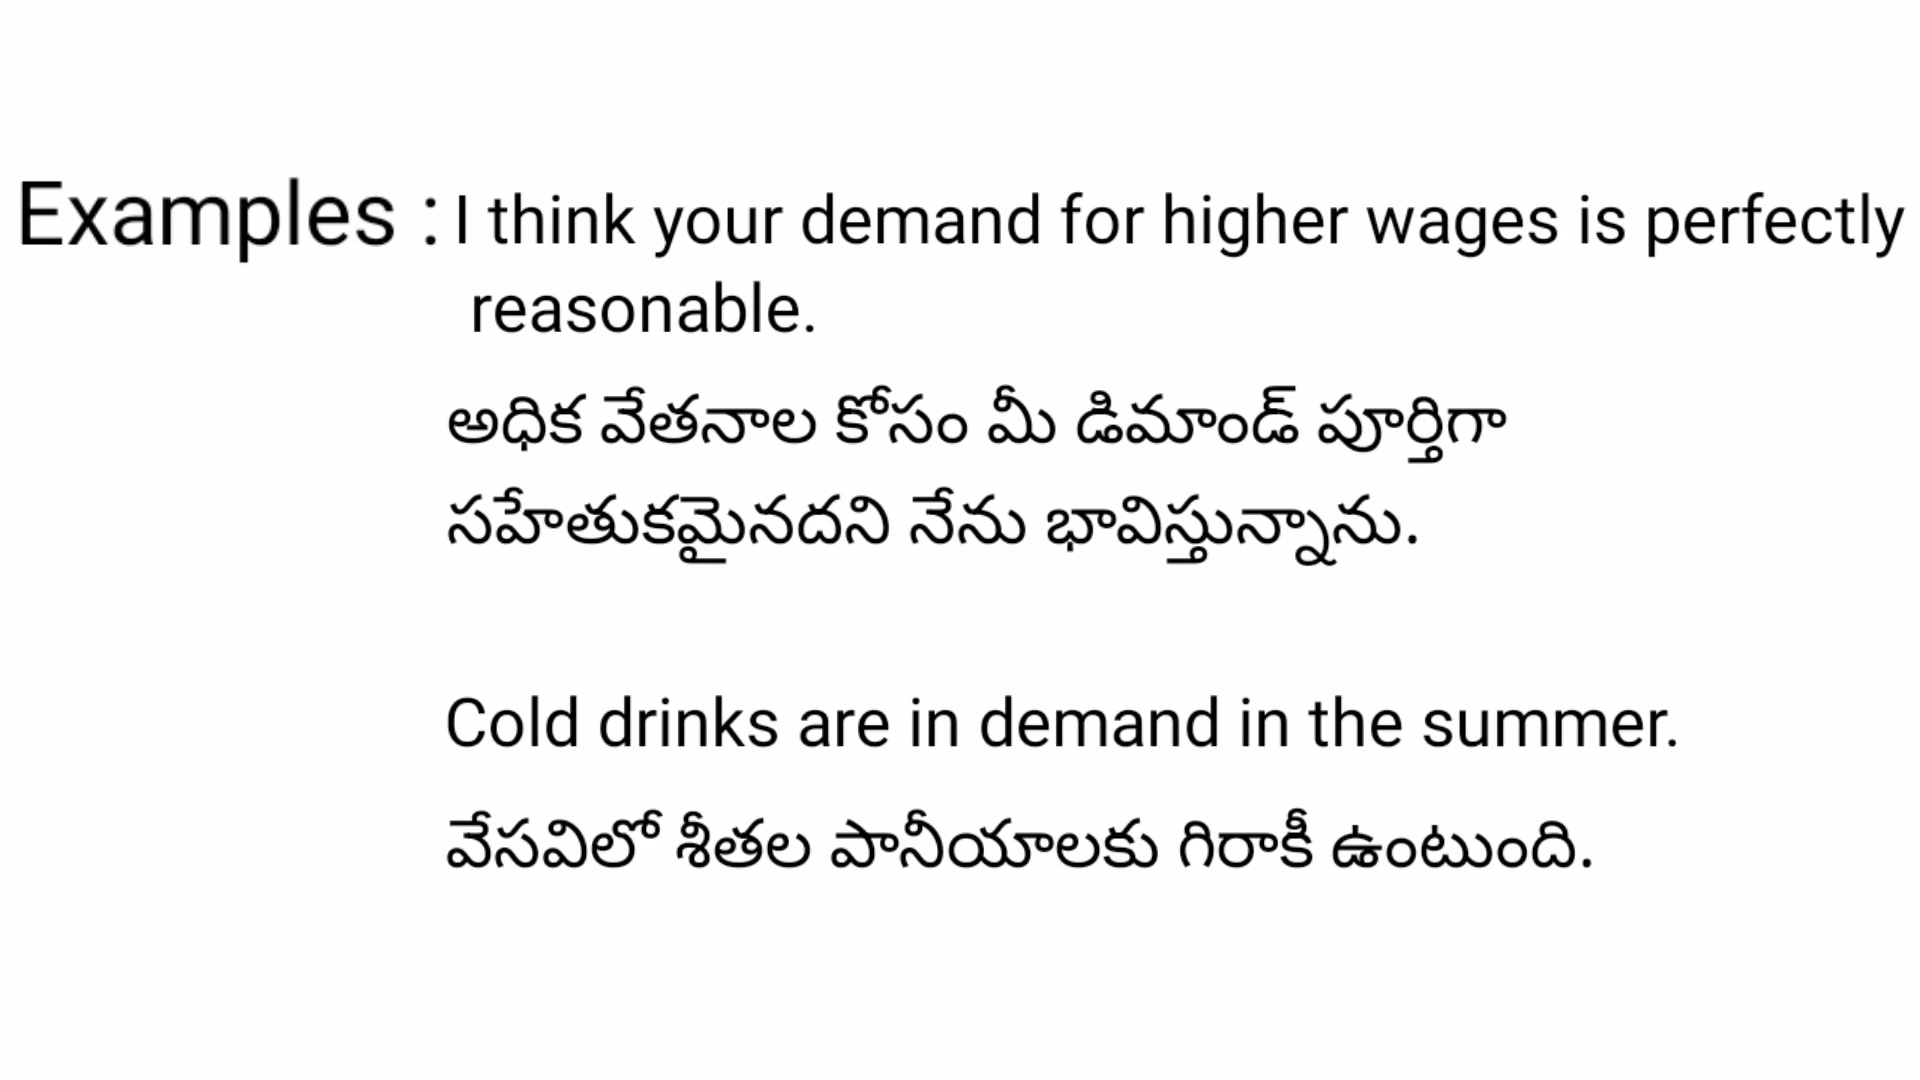 Examples : I think your demand for higher wages is perfectly
reasonable.
అధిక వేతనాల కోసం మీ డిమాండ్ పూర్తిగా
సహేతుకమైనదని నేను భావిస్తున్నాను.
Cold drinks are in demand in the summer.
వేసవిలో శీతల పానీయాలకు గిరాకీ ఉంటుంది.